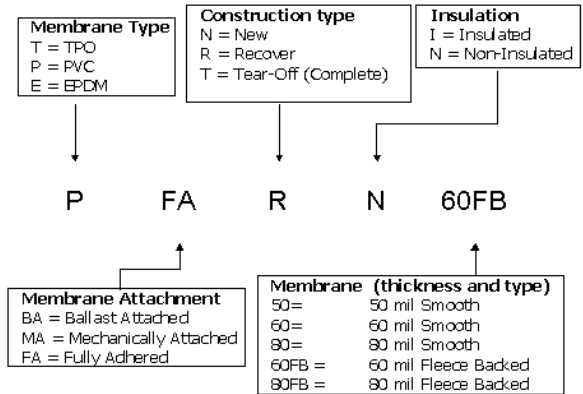 Membrane Type
T = TPO
P = PVC
E = EPDM
Construction type
N = New
R = Recover
T = Tear-Off (Complete)
Insulation
I = Insulated
N = Non-Insulated
P FA R N 60FB
Membrane Attachment
BA = Ballast Attached
MA = Mechanically Attached
FA = Fully Adhered
Membrane (thickness and type)
50= 50 mil Smooth
60= 60 mil Smooth
80= 80 mil Smooth
60FB = 60 mil Fleece Backed
80FB = 80 mil Fleece Backed